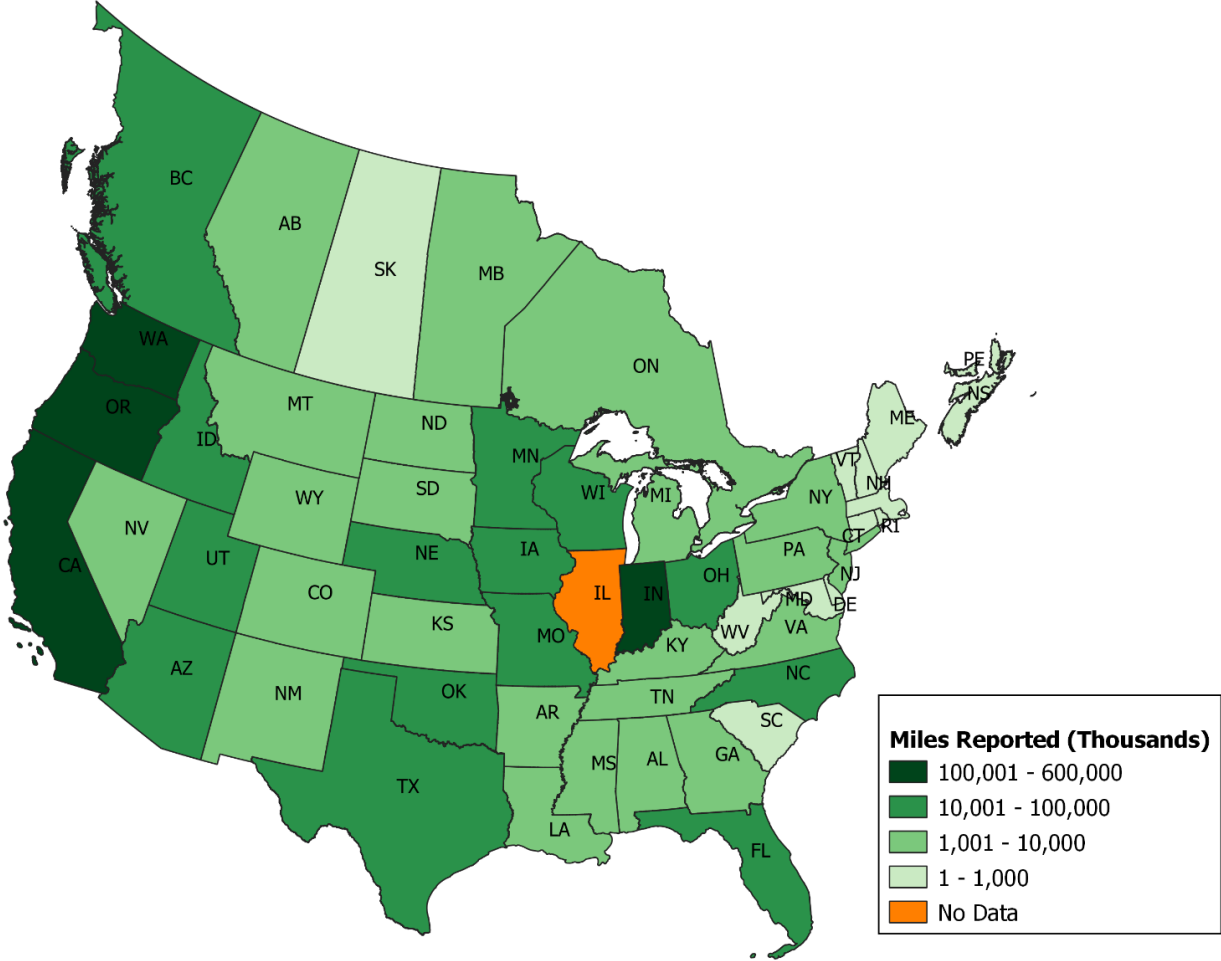 BC
AB
SK
MB
ON
WA
OR
ID
MT
ND
MN
WI
MI
PE
NS
ME
VT
NH
NY
CT
RI
SD
WY
NV
UT
CA
NE
IA
IL
IN
OH
PA
NJ
MD
DE
WV
VA
CO
KS
MO
KY
AZ
NM
OK
AR
TN
NC
SC
TX
LA
MS
AL
GA
FL
Miles Reported (Thousands)
100,001 - 600,000
10,001 - 100,000
1,001 - 10,000
1 - 1,000
No Data